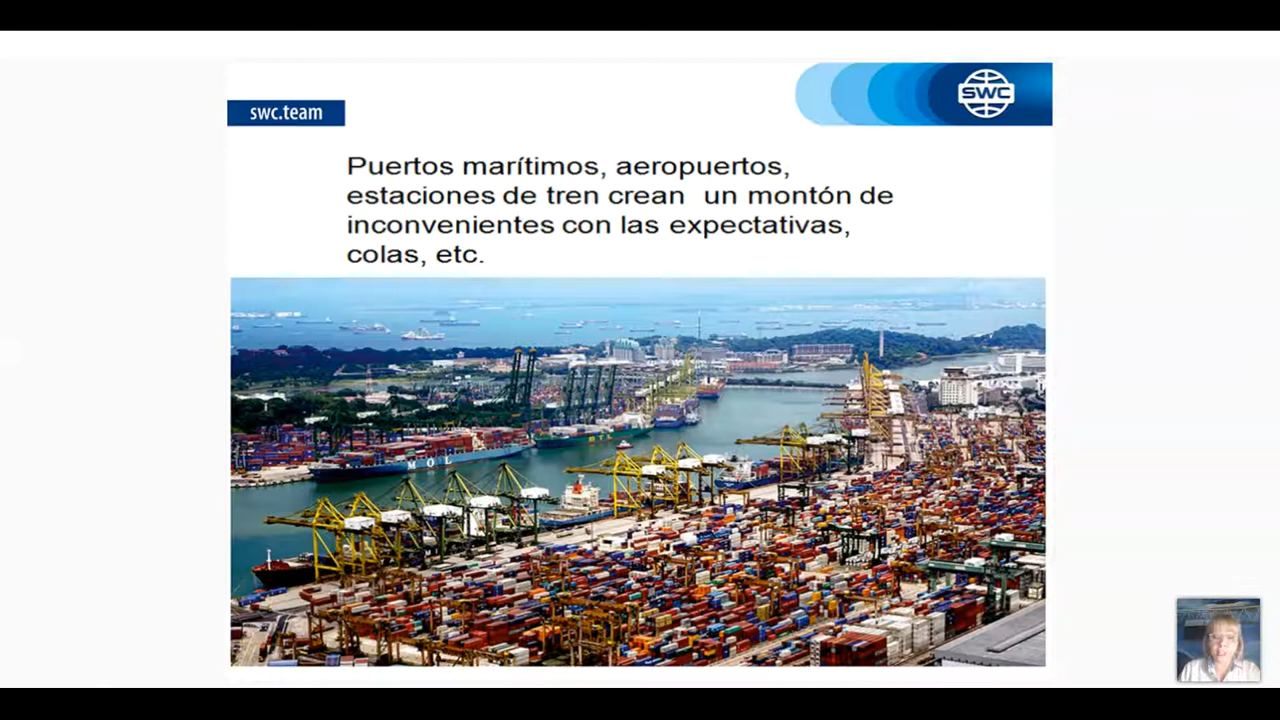 swc.team
SWC
Puertos marítimos, aeropuertos,
estaciones de tren crean  un montón de
inconvenientes con las expectativas,
colas, etc.
MOL